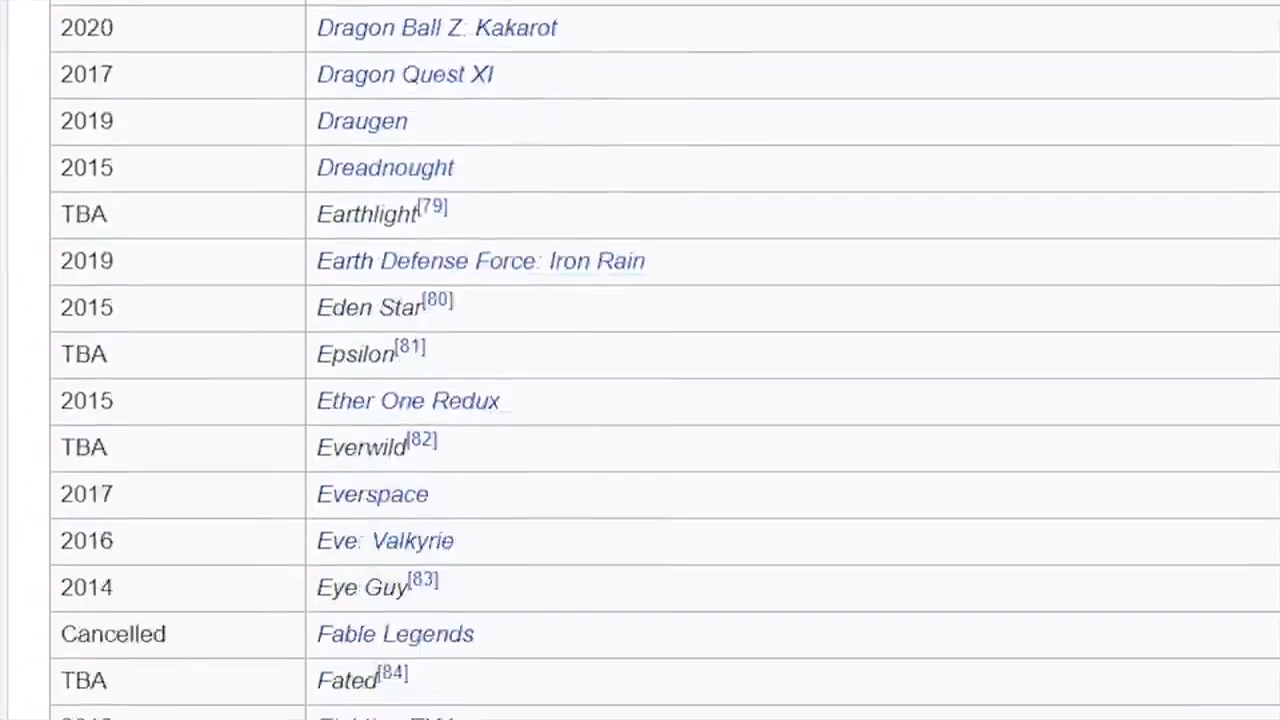 2020 Dragon Ball Z: Kakarot
2017 Dragon Quest XI
2019 Draugen
2015 Dreadnought
TBA Earthlight[79]
2019 Earth Defense Force: Iron Rain
2015 Eden Star[80]
TBA Epsilon[81]
2015 Ether One Redux
TBA Everwild[82]
2017 Everspace
2016 Eve: Valkyrie
2014 Eye Guy[83]
Cancelled Fable Legends
TBA Fated[84]